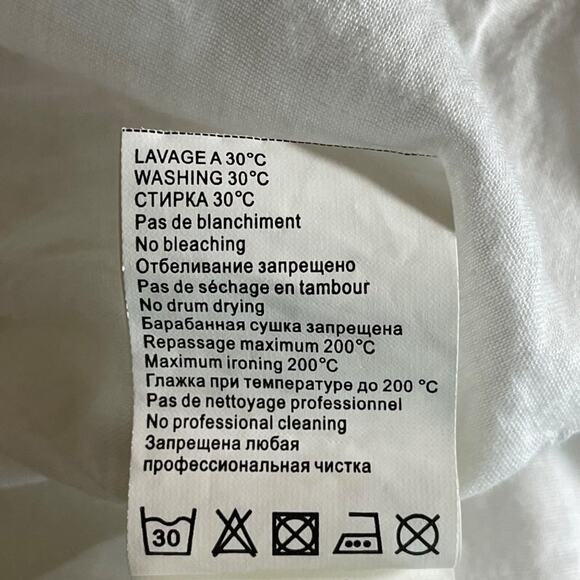 LAVAGE A 30°C
WASHING 30°C
СТИРКА 30°C
Pas de blanchiment
No bleaching
Отбеливание запрещено
Pas de séchage en tambour
No drum drying
Барабанная сушка запрещена
Repassage maximum 200°C
Maximum ironing 200°C
Глажка при температуре до 200 °C
Pas de nettoyage professionnel
No professional cleaning
Запрещена любая
профессиональная чистка
30